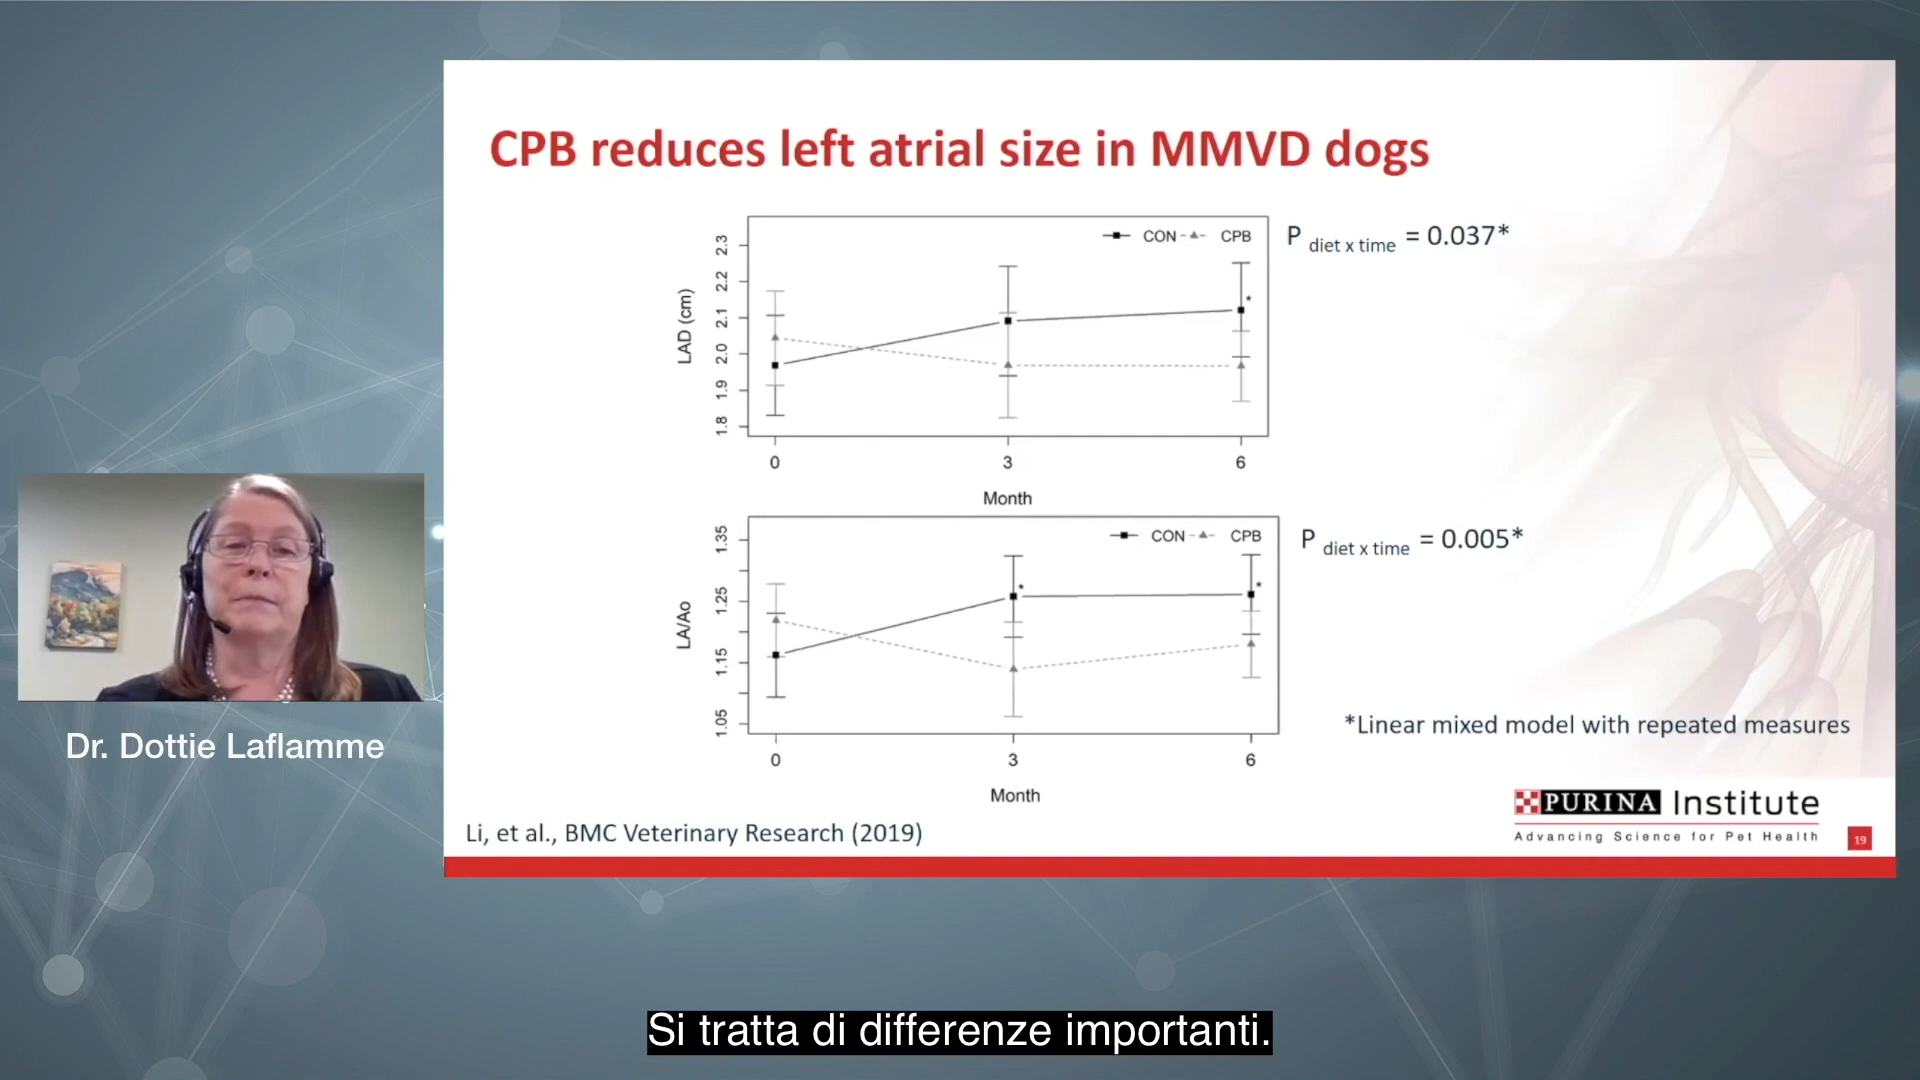 CPB reduces left atrial size in MMVD dogs
CON CPB
P diet x time = 0.037*
LAD (cm)
2.3
2.2
2.1
2.0
1.9
1.8
*
0 3 6
Month
CON CPB
P diet x time = 0.005*
LA/Ao
1.35
1.25
1.15
1.05
* *
0 3 6
Month
*Linear mixed model with repeated measures
PURINA Institute
Advancing Science for Pet Health
19
Li, et al., BMC Veterinary Research (2019)
Dr. Dottie Laflamme
Si tratta di differenze importanti.